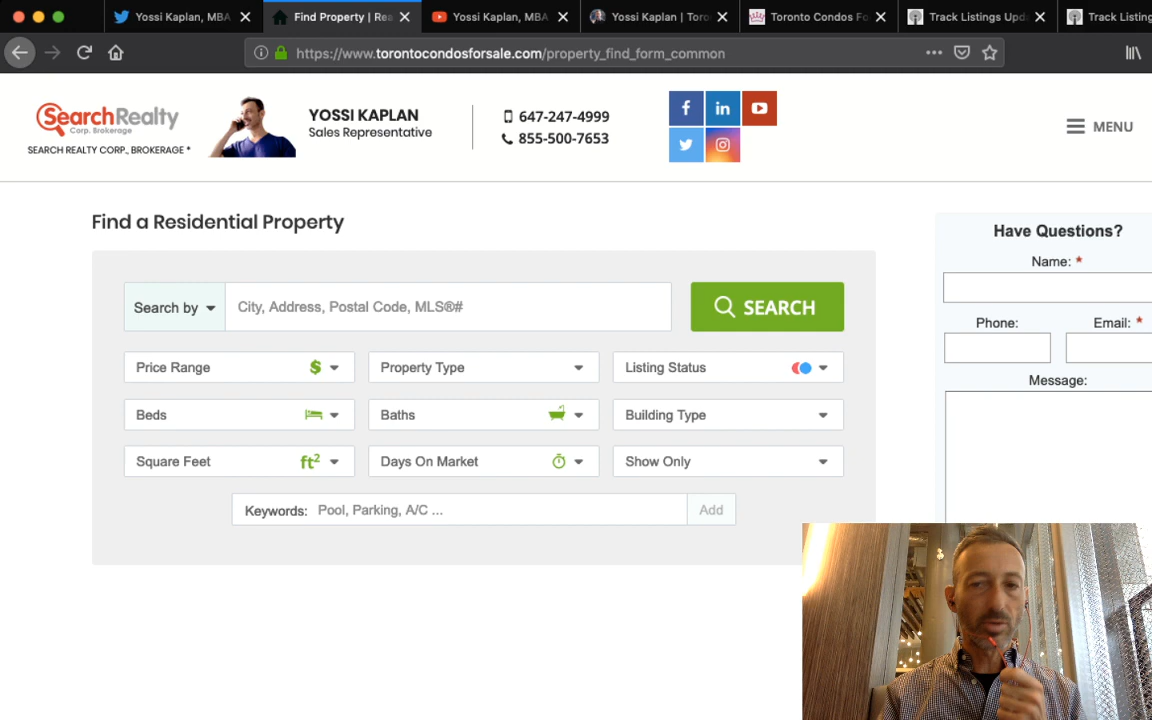 Yossi Kaplan, MBA
Find Property | Rea
Yossi Kaplan, MBA
Yossi Kaplan | Toro
Toronto Condos Fo
Track Listings Upd
Track Listing
https://www.torontocondosforsale.com/property_find_form_common
SearchRealty
Corp. Brokerage
SEARCH REALTY CORP., BROKERAGE *
YOSSI KAPLAN
Sales Representative
647-247-4999
855-500-7653
MENU
Find a Residential Property
Search by
City, Address, Postal Code, MLS®#
SEARCH
Price Range $
Property Type
Listing Status
Beds
Baths
Building Type
Square Feet ft²
Days On Market
Show Only
Keywords: Pool, Parking, A/C ...
Add
Have Questions?
Name: *
Phone:
Email: *
Message: